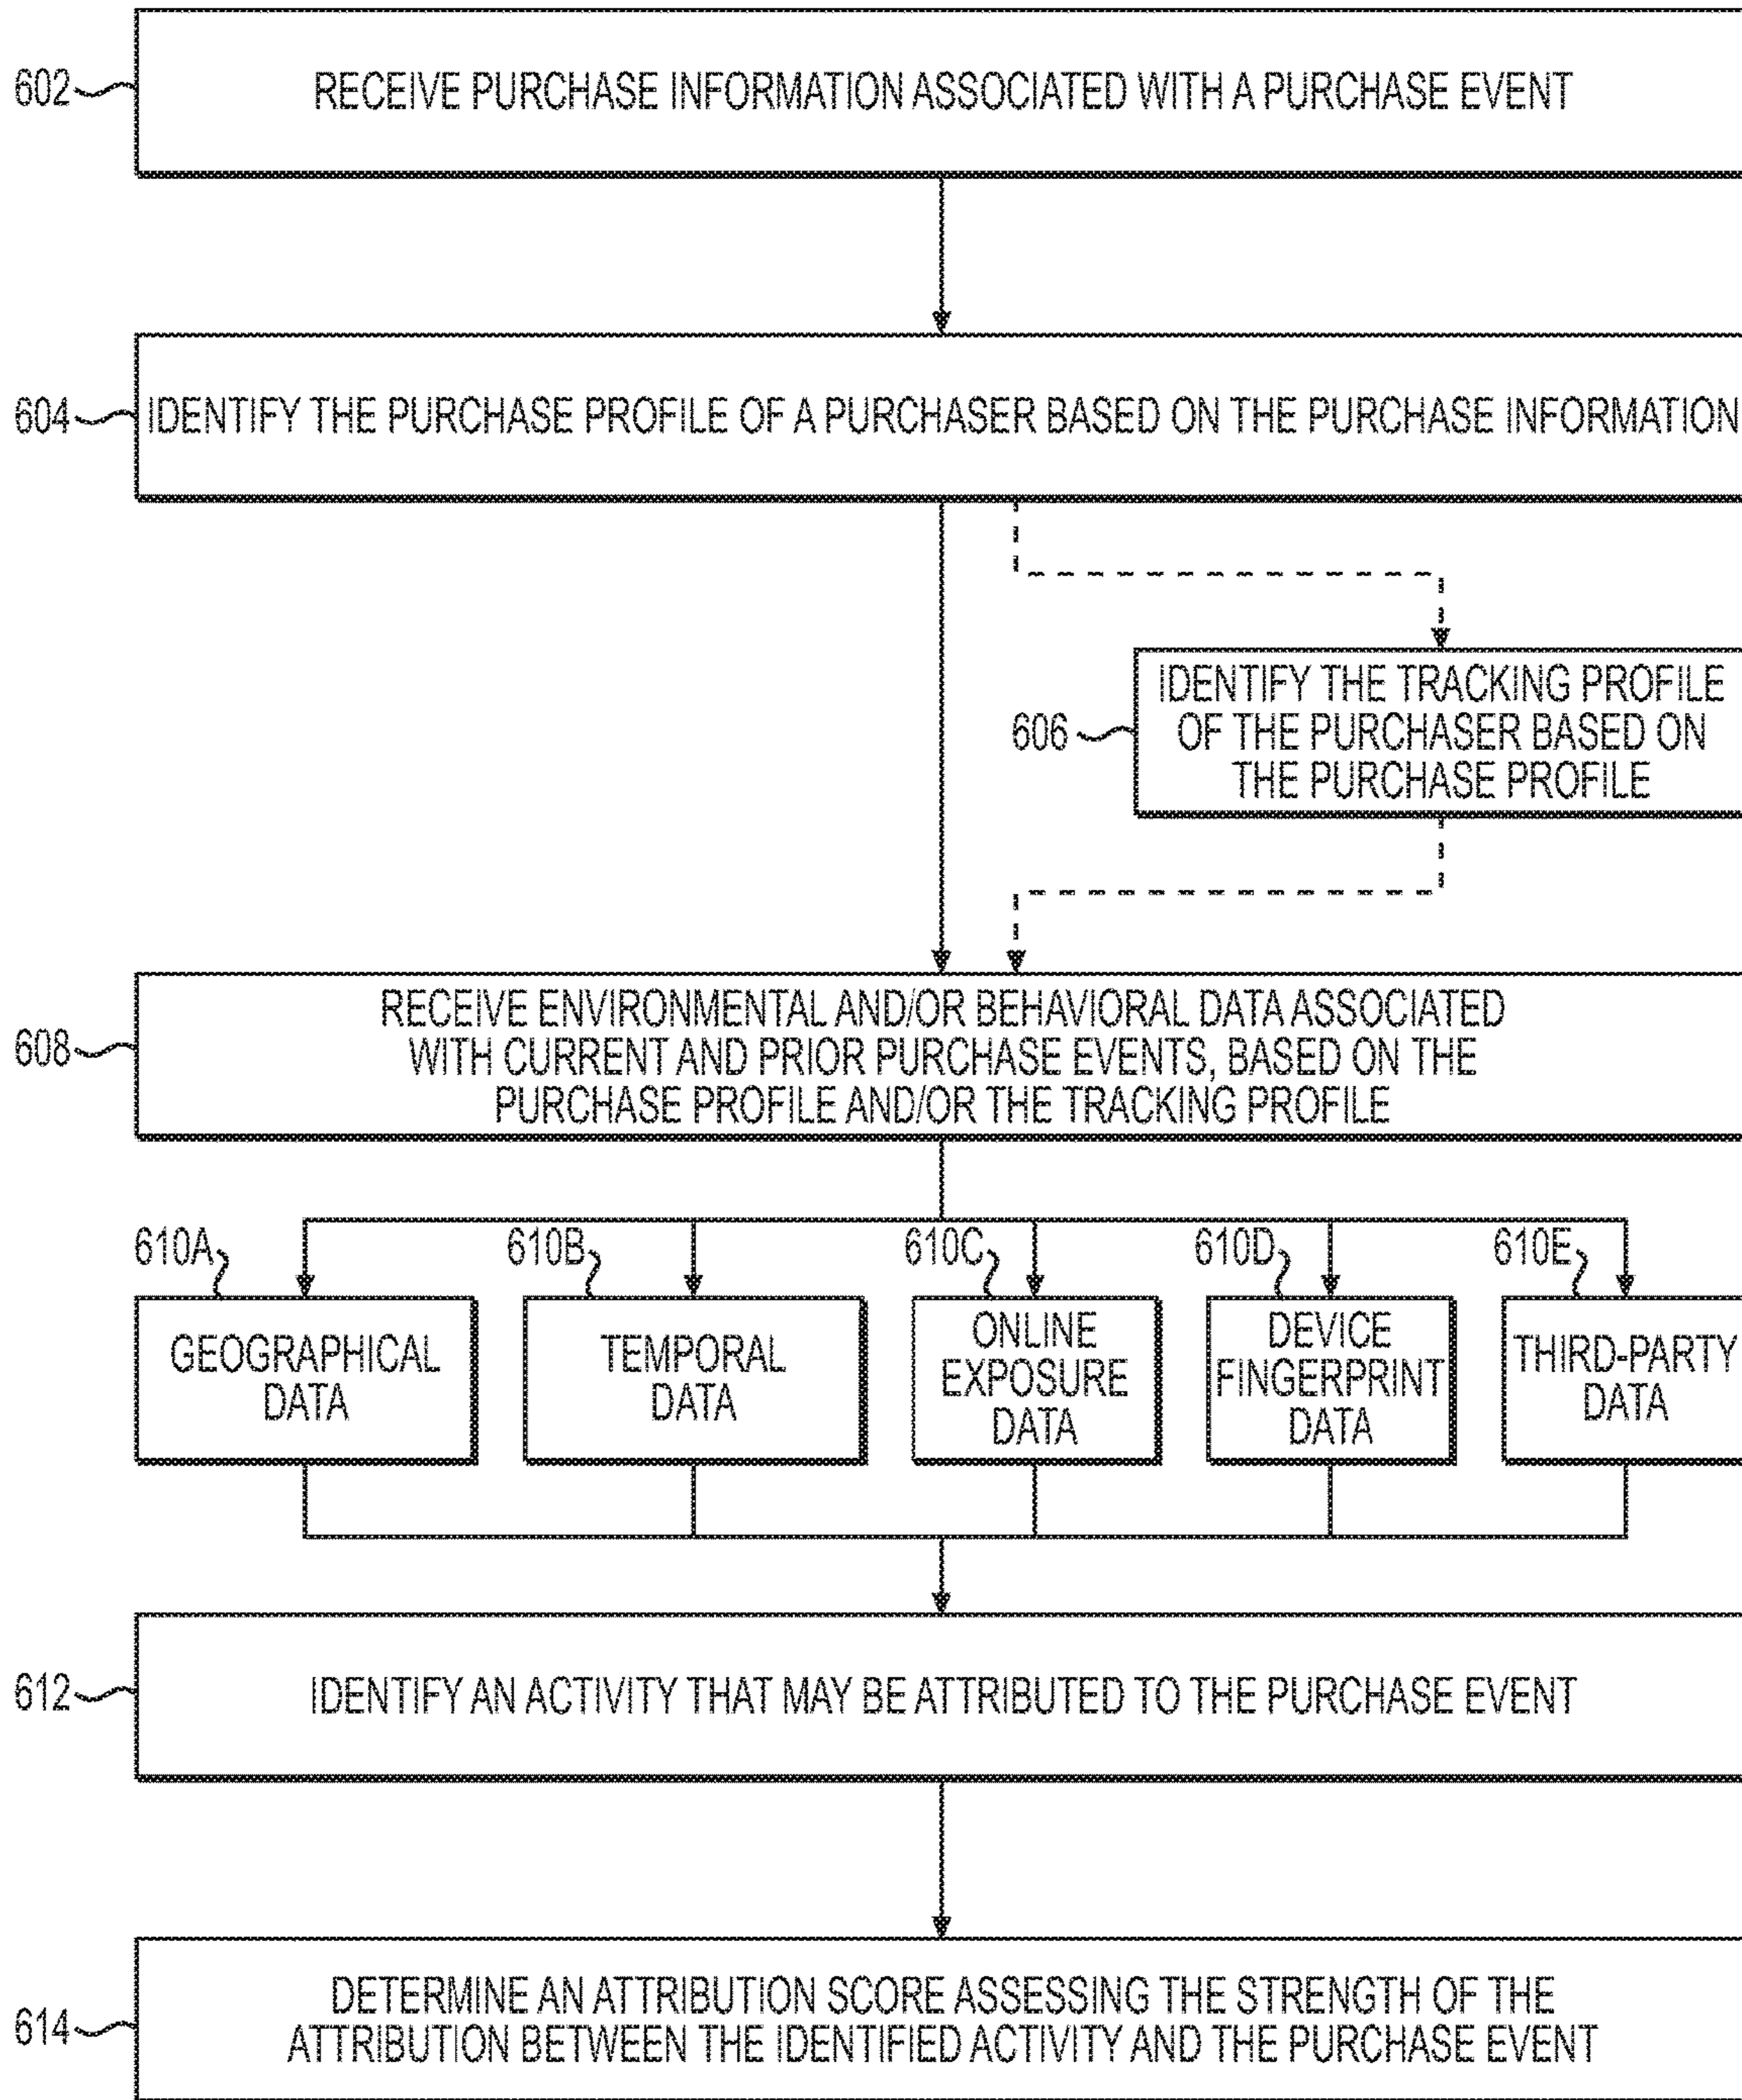 602
RECEIVE PURCHASE INFORMATION ASSOCIATED WITH A PURCHASE EVENT
604
IDENTIFY THE PURCHASE PROFILE OF A PURCHASER BASED ON THE PURCHASE INFORMATION
606
IDENTIFY THE TRACKING PROFILE
OF THE PURCHASER BASED ON
THE PURCHASE PROFILE
608
RECEIVE ENVIRONMENTAL AND/OR BEHAVIORAL DATA ASSOCIATED
WITH CURRENT AND PRIOR PURCHASE EVENTS, BASED ON THE
PURCHASE PROFILE AND/OR THE TRACKING PROFILE
610A
GEOGRAPHICAL
DATA
610B
TEMPORAL
DATA
610C
ONLINE
EXPOSURE
DATA
610D
DEVICE
FINGERPRINT
DATA
610E
THIRD-PARTY
DATA
612
IDENTIFY AN ACTIVITY THAT MAY BE ATTRIBUTED TO THE PURCHASE EVENT
614
DETERMINE AN ATTRIBUTION SCORE ASSESSING THE STRENGTH OF THE
ATTRIBUTION BETWEEN THE IDENTIFIED ACTIVITY AND THE PURCHASE EVENT